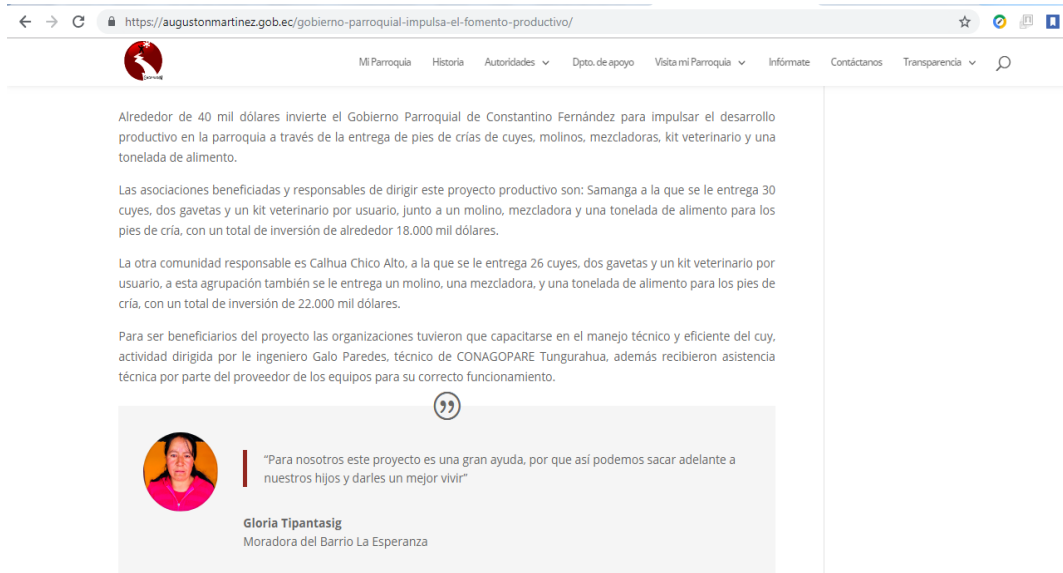 https://augustonmartinez.gob.ec/gobierno-parroquial-impulsa-el-fomento-productivo/
Mi Parroquia Historia Autoridades Dpto. de apoyo Visita mi Parroquia Infórmate Contáctanos Transparencia
Alrededor de 40 mil dólares invierte el Gobierno Parroquial de Constantino Fernández para impulsar el desarrollo
productivo en la parroquia a través de la entrega de pies de crías de cuyes, molinos, mezcladoras, kit veterinario y una
tonelada de alimento.
Las asociaciones beneficiadas y responsables de dirigir este proyecto productivo son: Samanga a la que se le entrega 30
cuyes, dos gavetas y un kit veterinario por usuario, junto a un molino, mezcladora y una tonelada de alimento para los
pies de cría, con un total de inversión de alrededor 18.000 mil dólares.
La otra comunidad responsable es Calhua Chico Alto, a la que se le entrega 26 cuyes, dos gavetas y un kit veterinario por
usuario, a esta agrupación también se le entrega un molino, una mezcladora, y una tonelada de alimento para los pies de
cría, con un total de inversión de 22.000 mil dólares.
Para ser beneficiarios del proyecto las organizaciones tuvieron que capacitarse en el manejo técnico y eficiente del cuy,
actividad dirigida por le ingeniero Galo Paredes, técnico de CONAGOPARE Tungurahua, además recibieron asistencia
técnica por parte del proveedor de los equipos para su correcto funcionamiento.
“Para nosotros este proyecto es una gran ayuda, por que así podemos sacar adelante a
nuestros hijos y darles un mejor vivir”
Gloria Tipantasig
Moradora del Barrio La Esperanza